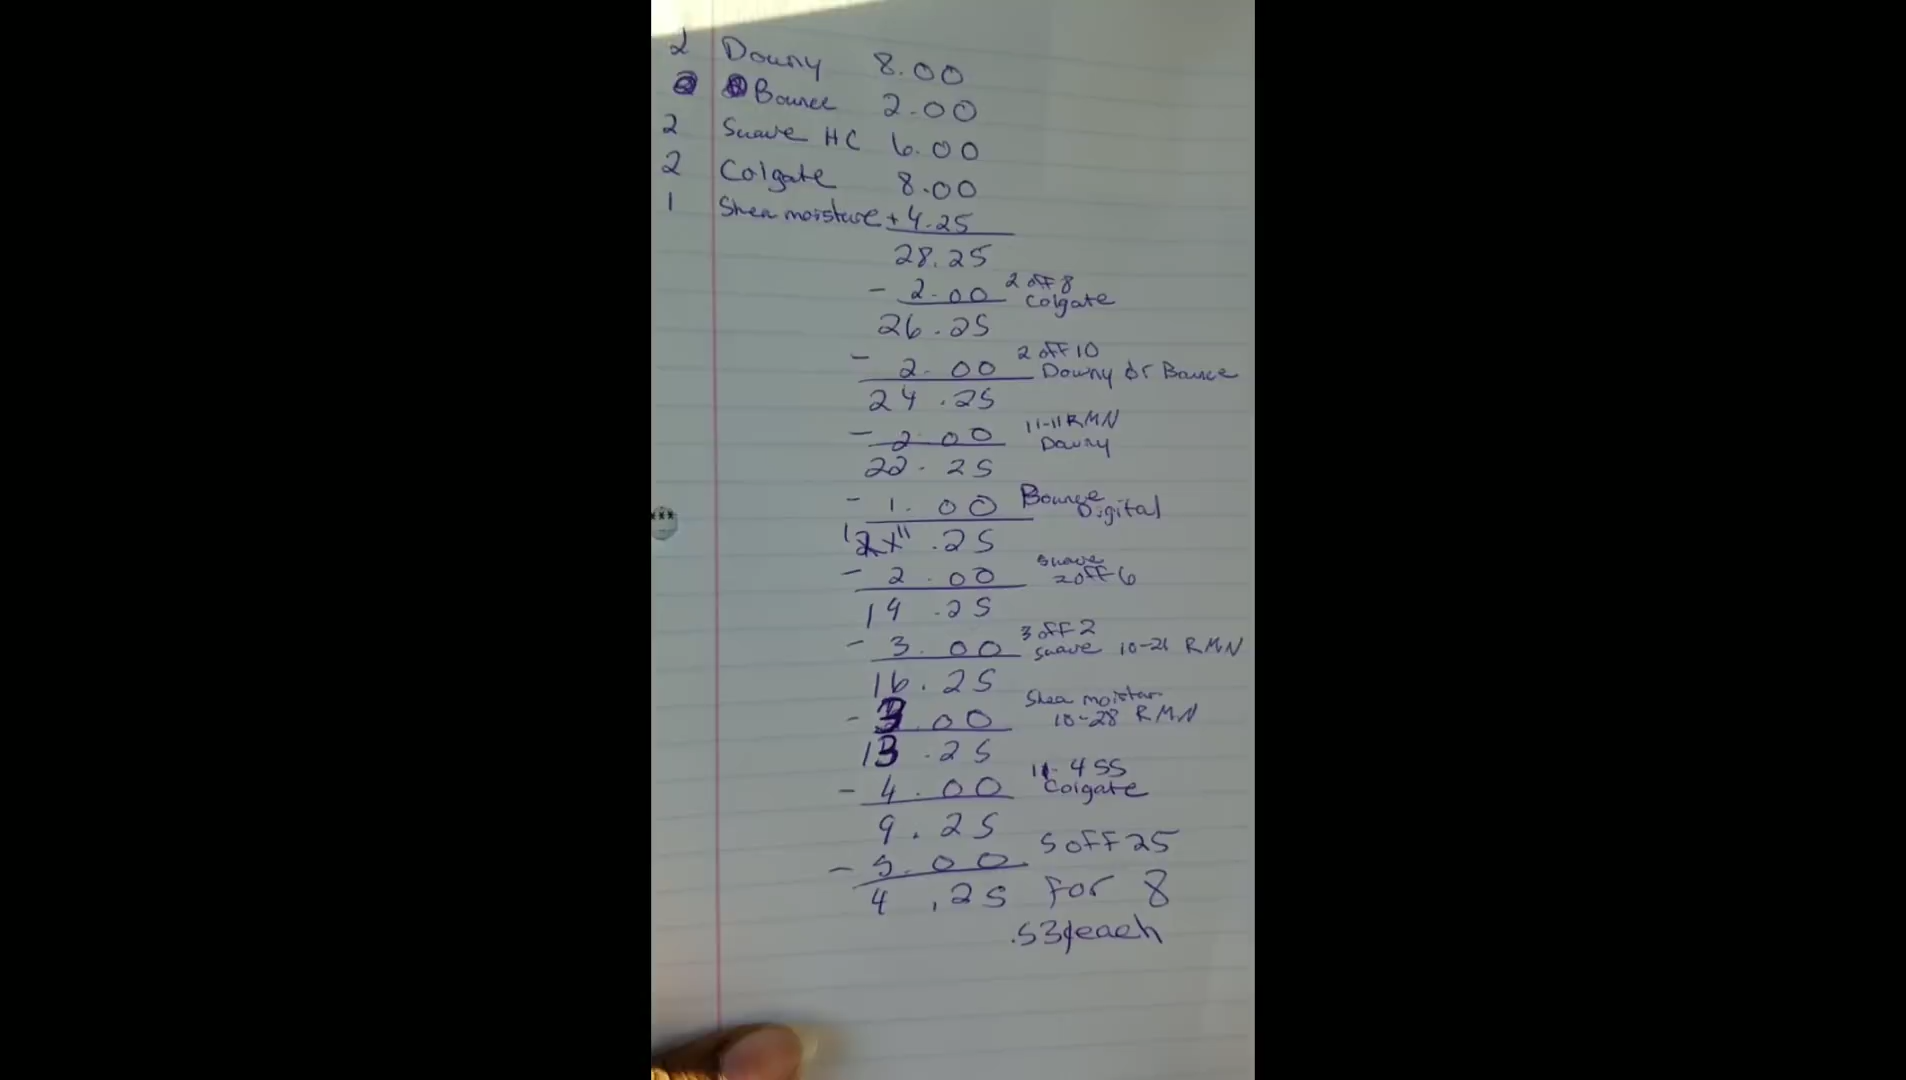 2 Downy 8.00
Bounce 2.00
2 Suave HC 6.00
2 Colgate 8.00
1 Shea moisture + 4.25
28.25
- 2.00 2 off 8 Colgate
26.25
- 2.00 2 off 10 Downy or Bounce
24.25
- 2.00 11-11 RMN Downy
22.25
- 1.00 Bounce Digital
.25
- 2.00 suave 2 off 6
19.25
- 3.00 3 off 2 suave 10-21 RMN
16.25
- 3.00 Shea moistur 10-28 RMN
13.25
- 4.00 11-4 SS Colgate
9.25
- 5.00 5 off 25
4.25 For 8
.53¢each